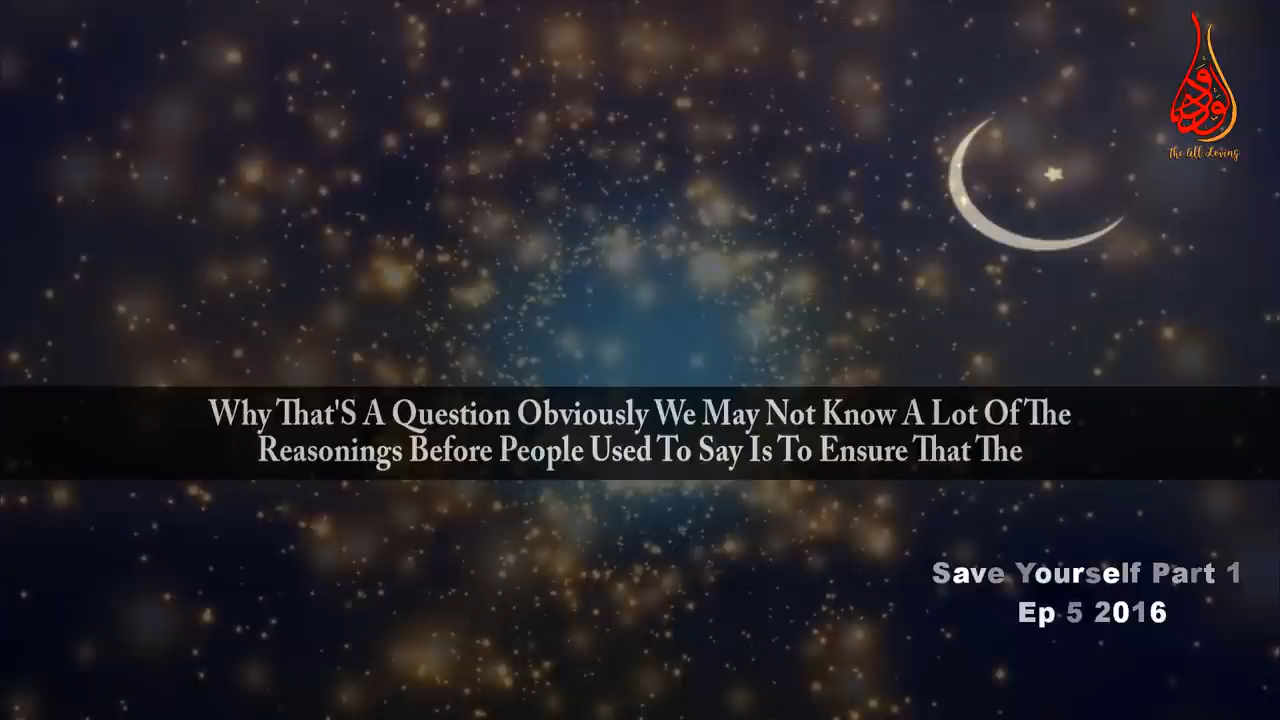 الودود
The All Loving
Why That'S A Question Obviously We May Not Know A Lot Of The
Reasonings Before People Used To Say Is To Ensure That The
Save Yourself Part 1
Ep 5 2016